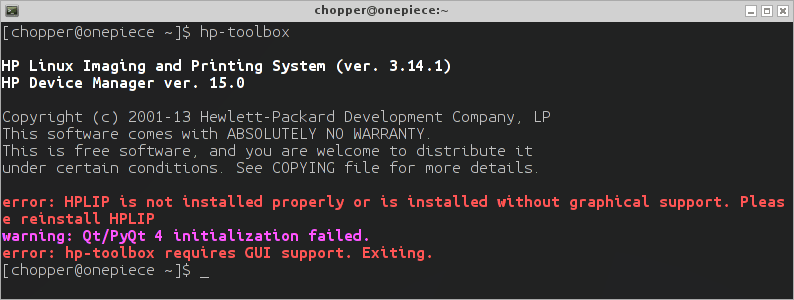 chopper@onepiece:~
[chopper@onepiece ~]$ hp-toolbox
HP Linux Imaging and Printing System (ver. 3.14.1)
HP Device Manager ver. 15.0
Copyright (c) 2001-13 Hewlett-Packard Development Company, LP
This software comes with ABSOLUTELY NO WARRANTY.
This is free software, and you are welcome to distribute it
under certain conditions. See COPYING file for more details.
error: HPLIP is not installed properly or is installed without graphical support. Pleas
e reinstall HPLIP
warning: Qt/PyQt 4 initialization failed.
error: hp-toolbox requires GUI support. Exiting.
[chopper@onepiece ~]$ _